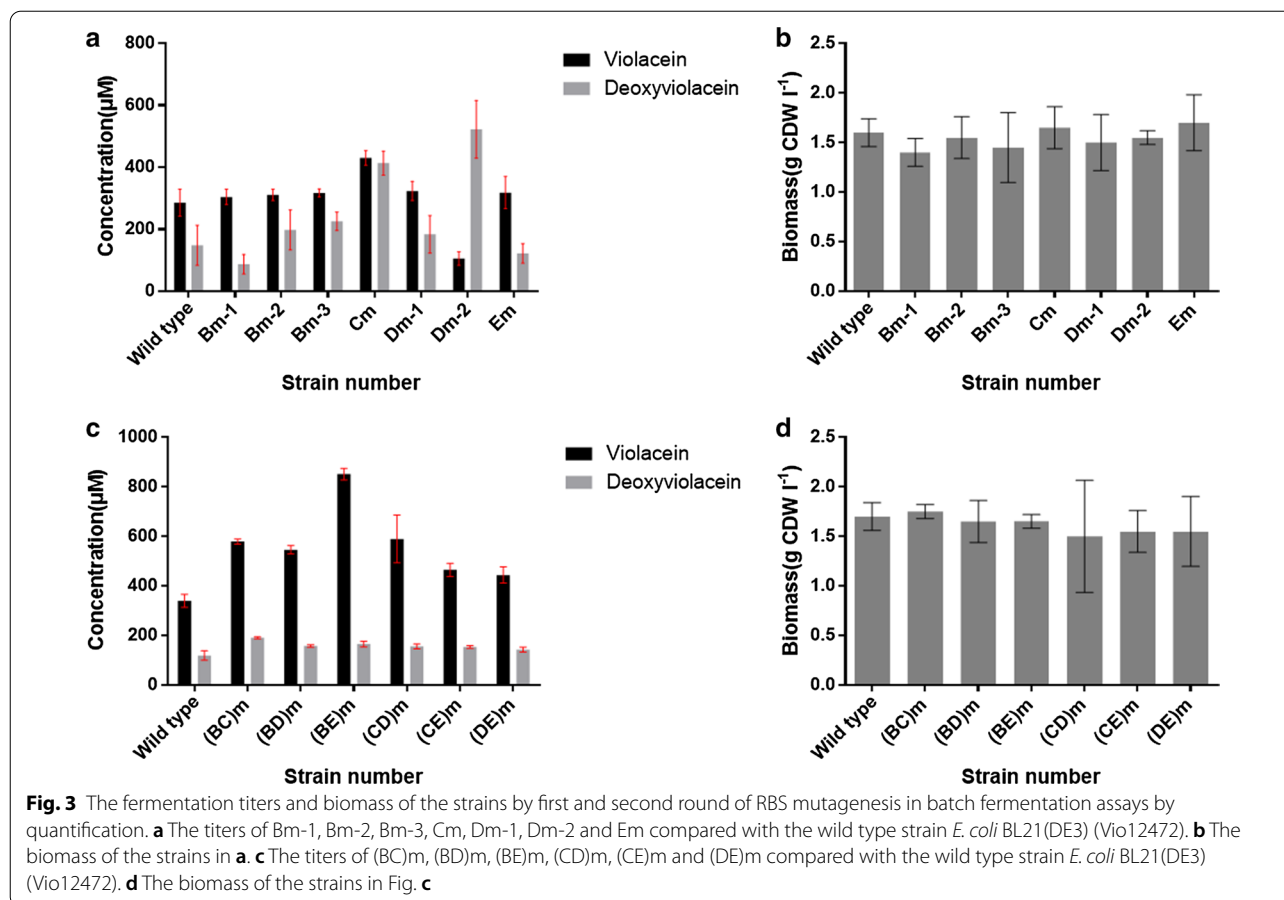 a
800
600
400
200
0
Concentration(µM)
Violacein
Deoxyviolacein
Wild type
Bm-1
Bm-2
Bm-3
Cm
Dm-1
Dm-2
Em
Strain number
b
2.5
2.0
1.5
1.0
0.5
0.0
Biomass(g CDW l⁻¹)
Wild type
Bm-1
Bm-2
Bm-3
Cm
Dm-1
Dm-2
Em
Strain number
c
1000
800
600
400
200
0
Concentration(µM)
Violacein
Deoxyviolacein
Wild type
(BC)m
(BD)m
(BE)m
(CD)m
(CE)m
(DE)m
Strain number
d
2.5
2.0
1.5
1.0
0.5
0.0
Biomass(g CDW l⁻¹)
Wild type
(BC)m
(BD)m
(BE)m
(CD)m
(CE)m
(DE)m
Strain number
Fig. 3 The fermentation titers and biomass of the strains by first and second round of RBS mutagenesis in batch fermentation assays by
quantification. a The titers of Bm-1, Bm-2, Bm-3, Cm, Dm-1, Dm-2 and Em compared with the wild type strain E. coli BL21(DE3) (Vio12472). b The
biomass of the strains in a. c The titers of (BC)m, (BD)m, (BE)m, (CD)m, (CE)m and (DE)m compared with the wild type strain E. coli BL21(DE3)
(Vio12472). d The biomass of the strains in Fig. c